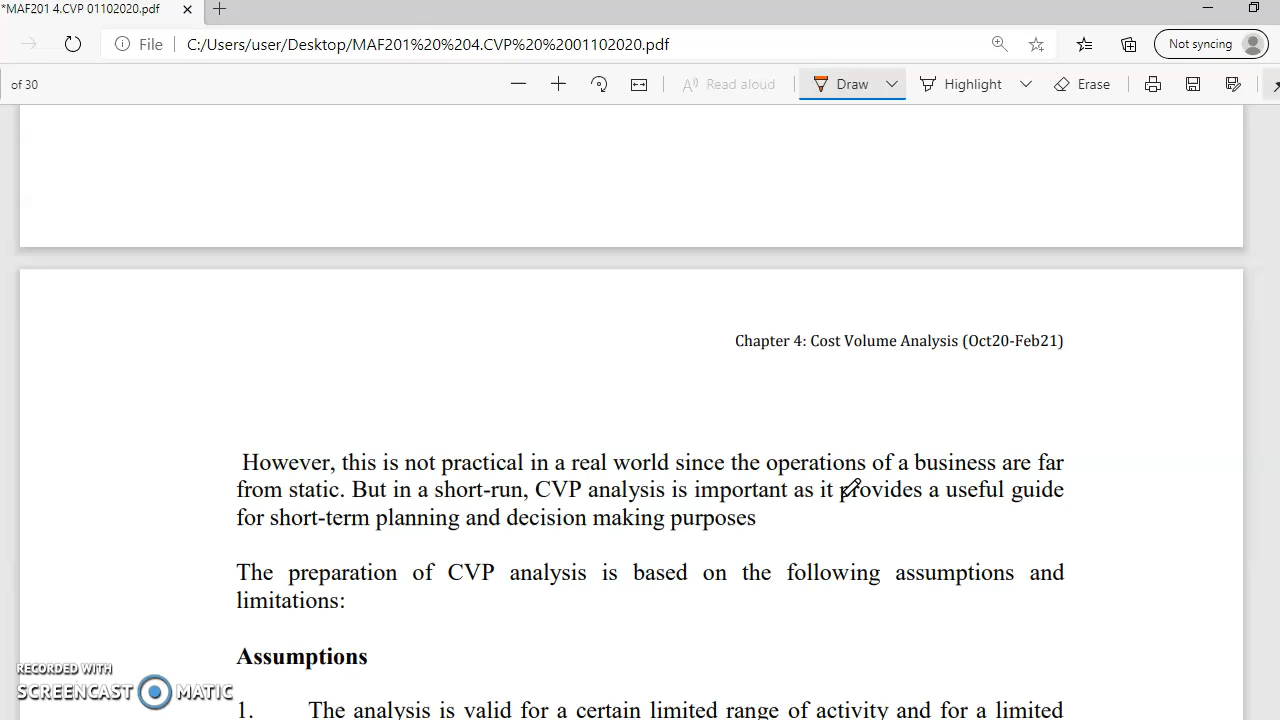 *MAF201 4.CVP 01102020.pdf
File C:/Users/user/Desktop/MAF201%20%204.CVP%20%2001102020.pdf Not syncing
of 30 Read aloud Draw Highlight Erase
Chapter 4: Cost Volume Analysis (Oct20-Feb21)
However, this is not practical in a real world since the operations of a business are far
from static. But in a short-run, CVP analysis is important as it provides a useful guide
for short-term planning and decision making purposes
The preparation of CVP analysis is based on the following assumptions and
limitations:
Assumptions
RECORDED WITH
SCREENCAST MATIC
1. The analysis is valid for a certain limited range of activity and for a limited